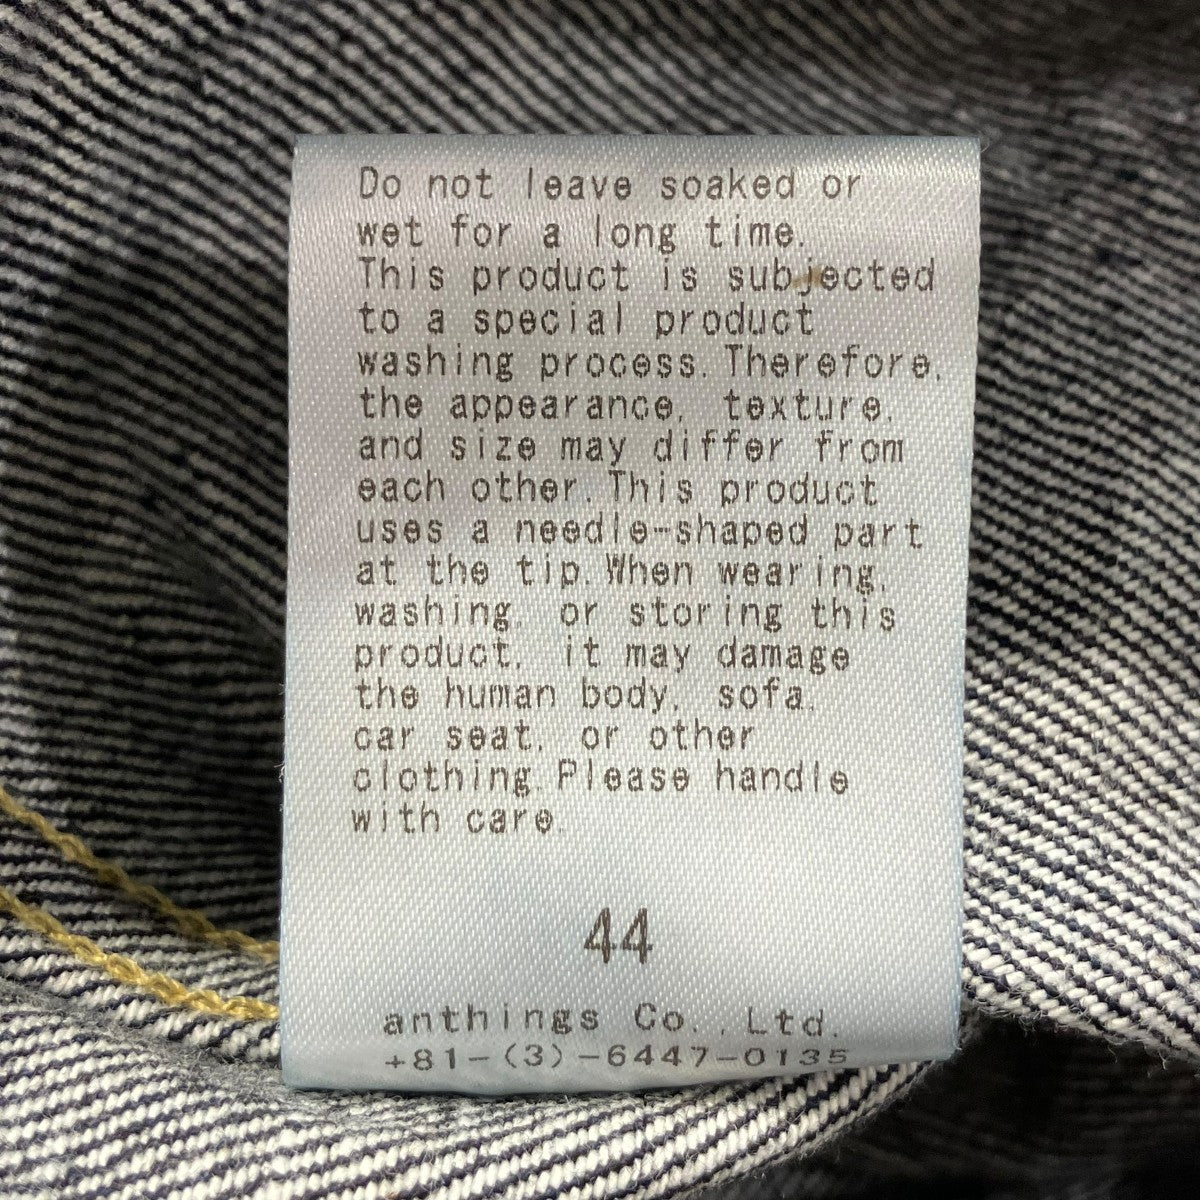 Do not leave soaked or
wet for a long time.
This product is subjected
to a special product
washing process. Therefore,
the appearance, texture,
and size may differ from
each other. This product
uses a needle-shaped part
at the tip. When wearing,
washing, or storing this
product, it may damage
the human body, sofa,
car seat, or other
clothing. Please handle
with care.
44
anthings Co., Ltd.
+81-(3)-6447-0135